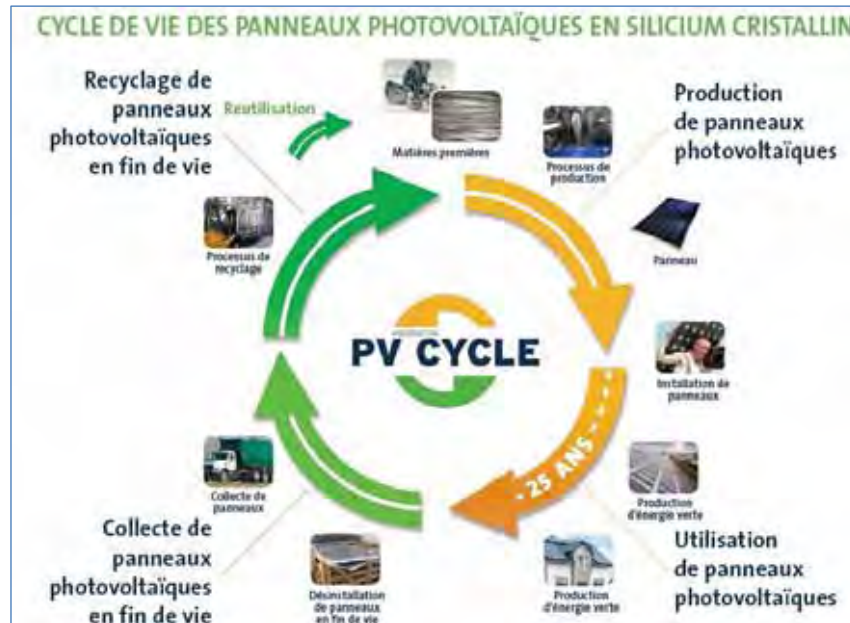 CYCLE DE VIE DES PANNEAUX PHOTOVOLTAÏQUES EN SILICIUM CRISTALLIN
Recyclage de
panneaux
photovoltaïques
en fin de vie
Réutilisation
Matières premières
Processus de
production
Production
de panneaux
photovoltaïques
Processus de
recyclage
Panneau
PV CYCLE
Installation de
panneaux
25 ANS
Collecte de
panneaux
Production
d'énergie verte
Collecte de
panneaux
photovoltaïques
en fin de vie
Désinstallation
de panneaux
en fin de vie
Production
d'énergie verte
Utilisation
de panneaux
photovoltaïques